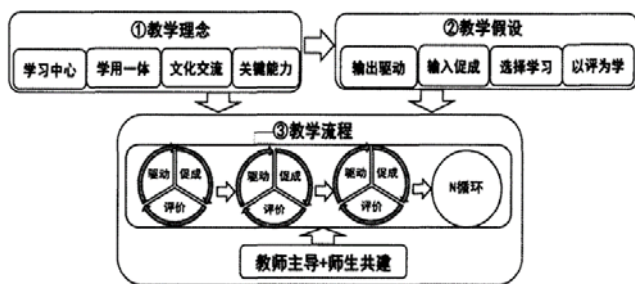 ①教学理念
学习中心 学用一体 文化交流 关键能力
②教学假设
输出驱动 输入促成 选择学习 以评为学
③教学流程
驱动 促成 评价
驱动 促成 评价
驱动 促成 评价
N循环
教师主导+师生共建